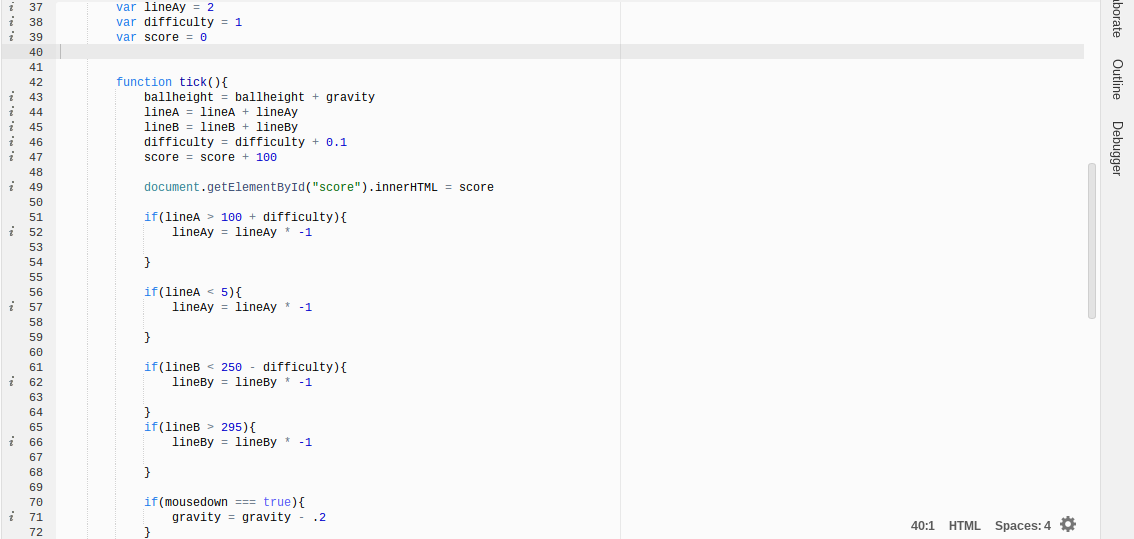 37 var lineAy = 2
38 var difficulty = 1
39 var score = 0
40
41
42 function tick(){
43 ballheight = ballheight + gravity
44 lineA = lineA + lineAy
45 lineB = lineB + lineBy
46 difficulty = difficulty + 0.1
47 score = score + 100
48
49 document.getElementById("score").innerHTML = score
50
51 if(lineA > 100 + difficulty){
52 lineAy = lineAy * -1
53
54 }
55
56 if(lineA < 5){
57 lineAy = lineAy * -1
58
59 }
60
61 if(lineB < 250 - difficulty){
62 lineBy = lineBy * -1
63
64 }
65 if(lineB > 295){
66 lineBy = lineBy * -1
67
68 }
69
70 if(mousedown === true){
71 gravity = gravity - .2
72 }
40:1 HTML Spaces: 4
borate
Outline
Debugger